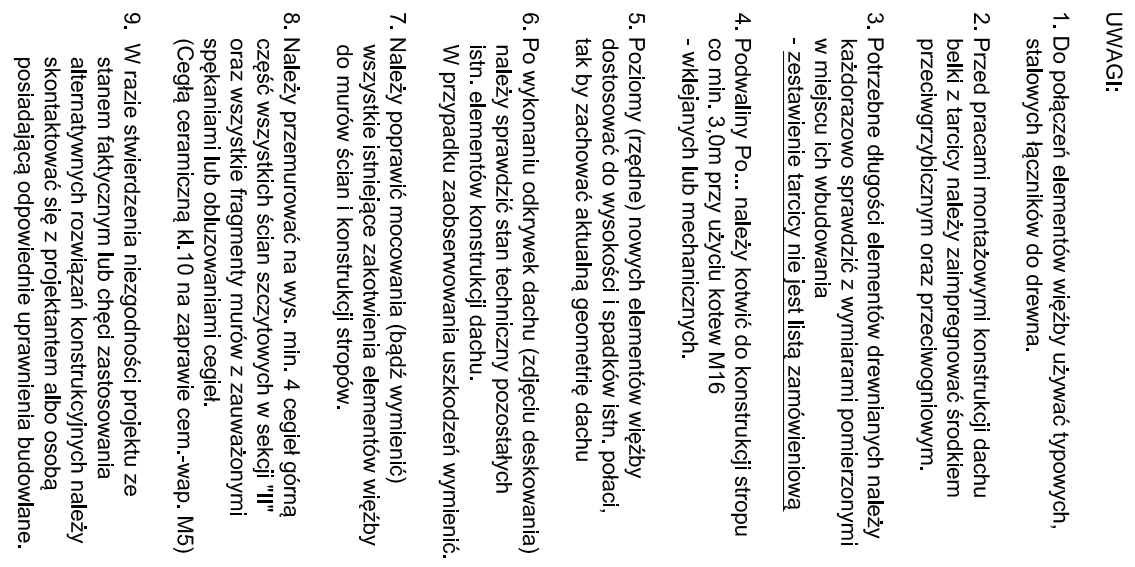 UWAGI:
1. Do połączeń elementów więźby używać typowych,
stalowych łączników do drewna.
2. Przed pracami montażowymi konstrukcji dachu
belki z tarcicy należy zaimpregnować środkiem
przeciwgrzybicznym oraz przeciwogniowym.
3. Potrzebne długości elementów drewnianych należy
każdorazowo sprawdzić z wymiarami pomierzonymi
w miejscu ich wbudowania
- zestawienie tarcicy nie jest listą zamówieniową
4. Podwaliny Po... należy kotwić do konstrukcji stropu
co min. 3,0m przy użyciu kotew M16
- wklejanych lub mechanicznych.
5. Poziomy (rzędne) nowych elementów więźby
dostosować do wysokości i spadków istn. połaci,
tak by zachować aktualną geometrię dachu
6. Po wykonaniu odkrywek dachu (zdjęciu deskowania)
należy sprawdzić stan techniczny pozostałych
istn. elementów konstrukcji dachu.
W przypadku zaobserwowania uszkodzeń wymienić.
7. Należy poprawić mocowania (bądź wymienić)
wszystkie istniejące zakotwienia elementów więźby
do murów ścian i konstrukcji stropów.
8. Należy przemurować na wys. min. 4 cegieł górną
część wszystkich ścian szczytowych w sekcji "II"
oraz wszystkie fragmenty murów z zauważonymi
spękaniami lub obluzowaniami cegieł.
(Cegłą ceramiczną kl.10 na zaprawie cem.-wap. M5)
9. W razie stwierdzenia niezgodności projektu ze
stanem faktycznym lub chęci zastosowania
alternatywnych rozwiązań konstrukcyjnych należy
skontaktować się z projektantem albo osobą
posiadającą odpowiednie uprawnienia budowlane.